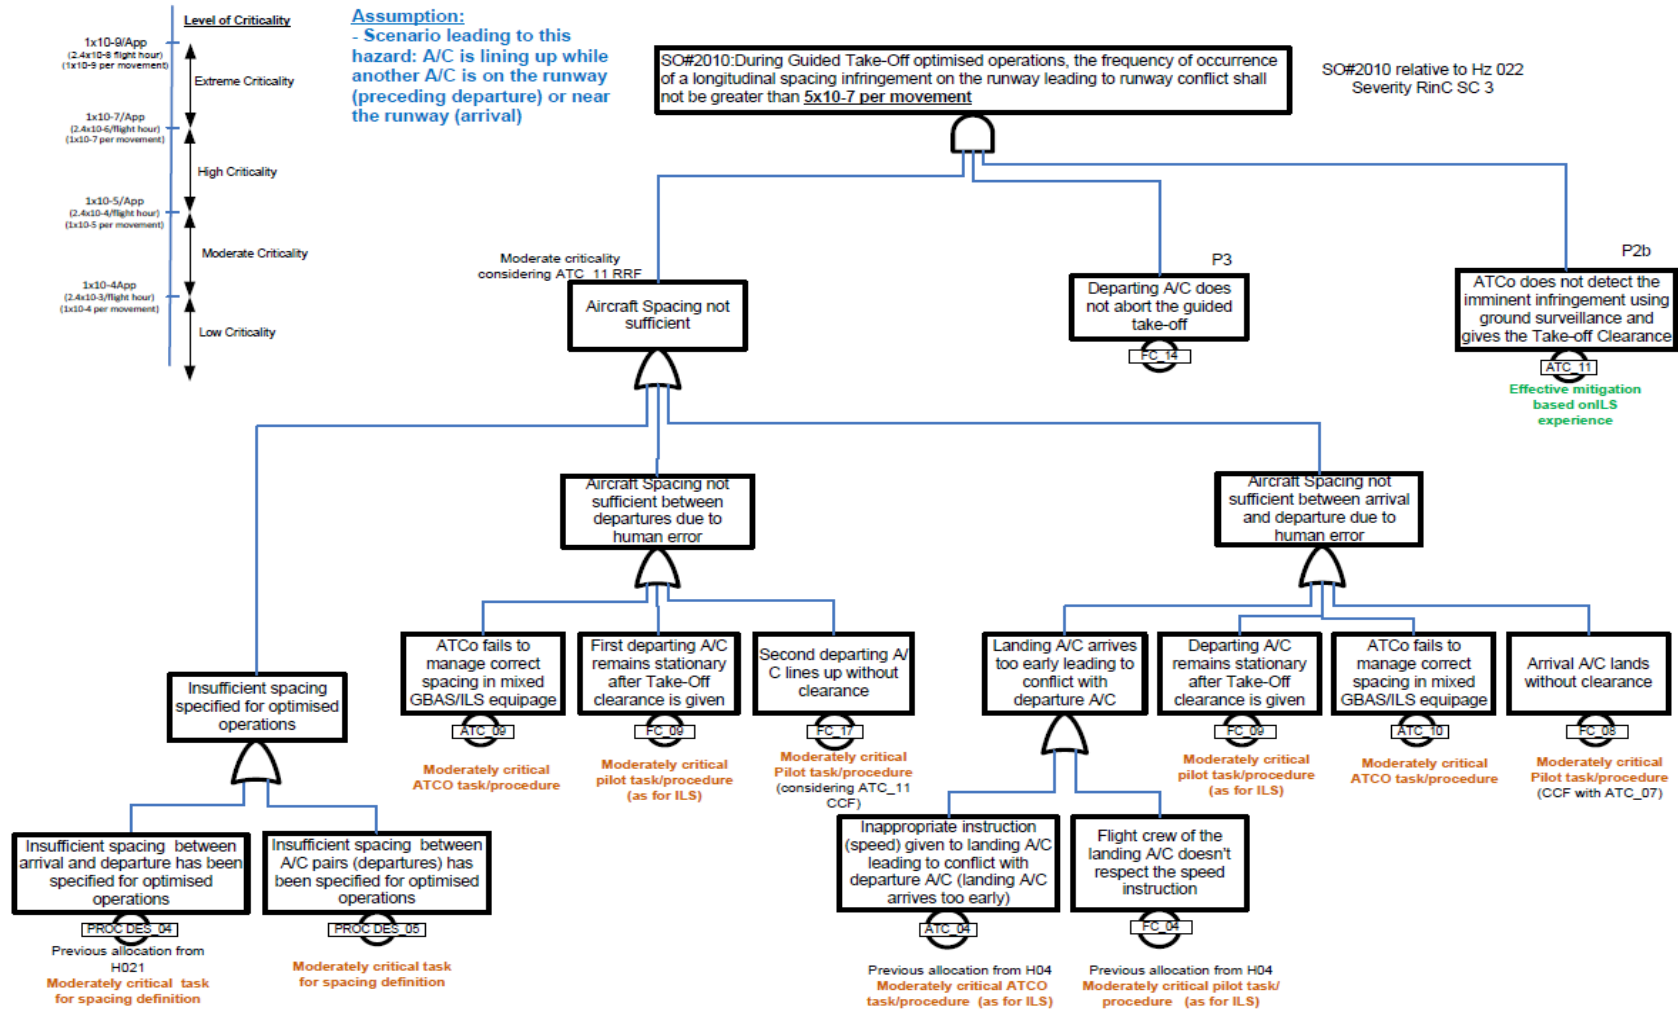 Level of Criticality
1x10-9/App
(2.4x10-8 flight hour)
(1x10-9 per movement)
Extreme Criticality
1x10-7/App
(2.4x10-6/flight hour)
(1x10-7 per movement)
High Criticality
1x10-5/App
(2.4x10-4/flight hour)
(1x10-5 per movement)
Moderate Criticality
1x10-4App
(2.4x10-3/flight hour)
(1x10-4 per movement)
Low Criticality
Assumption:
- Scenario leading to this
hazard: A/C is lining up while
another A/C is on the runway
(preceding departure) or near
the runway (arrival)
SO#2010:During Guided Take-Off optimised operations, the frequency of occurrence
of a longitudinal spacing infringement on the runway leading to runway conflict shall
not be greater than 5x10-7 per movement
SO#2010 relative to Hz 022
Severity RinC SC 3
Moderate criticality
considering ATC_11 RRF
Aircraft Spacing not
sufficient
P3
Departing A/C does
not abort the guided
take-off
FC_14
P2b
ATCo does not detect the
imminent infringement using
ground surveillance and
gives the Take-off Clearance
ATC_11
Effective mitigation
based onILS
experience
Aircraft Spacing not
sufficient between
departures due to
human error
Aircraft Spacing not
sufficient between arrival
and departure due to
human error
Insufficient spacing
specified for optimised
operations
ATCo fails to
manage correct
spacing in mixed
GBAS/ILS equipage
ATC_09
Moderately critical
ATCO task/procedure
First departing A/C
remains stationary
after Take-Off
clearance is given
FC_09
Moderately critical
pilot task/procedure
(as for ILS)
Second departing A/
C lines up without
clearance
FC_17
Moderately critical
Pilot task/procedure
(considering ATC_11
CCF)
Landing A/C arrives
too early leading to
conflict with
departure A/C
Departing A/C
remains stationary
after Take-Off
clearance is given
FC_09
Moderately critical
pilot task/procedure
(as for ILS)
ATCo fails to
manage correct
spacing in mixed
GBAS/ILS equipage
ATC_10
Moderately critical
ATCO task/procedure
Arrival A/C lands
without clearance
FC_08
Moderately critical
Pilot task/procedure
(CCF with ATC_07)
Insufficient spacing between
arrival and departure has been
specified for optimised
operations
PROC DES_04
Previous allocation from
H021
Moderately critical task
for spacing definition
Insufficient spacing between
A/C pairs (departures) has
been specified for optimised
operations
PROC DES_05
Moderately critical task
for spacing definition
Inappropriate instruction
(speed) given to landing A/C
leading to conflict with
departure A/C (landing A/C
arrives too early)
ATC_04
Previous allocation from H04
Moderately critical ATCO
task/procedure (as for ILS)
Flight crew of the
landing A/C doesn't
respect the speed
instruction
FC_04
Previous allocation from H04
Moderately critical pilot task/
procedure (as for ILS)